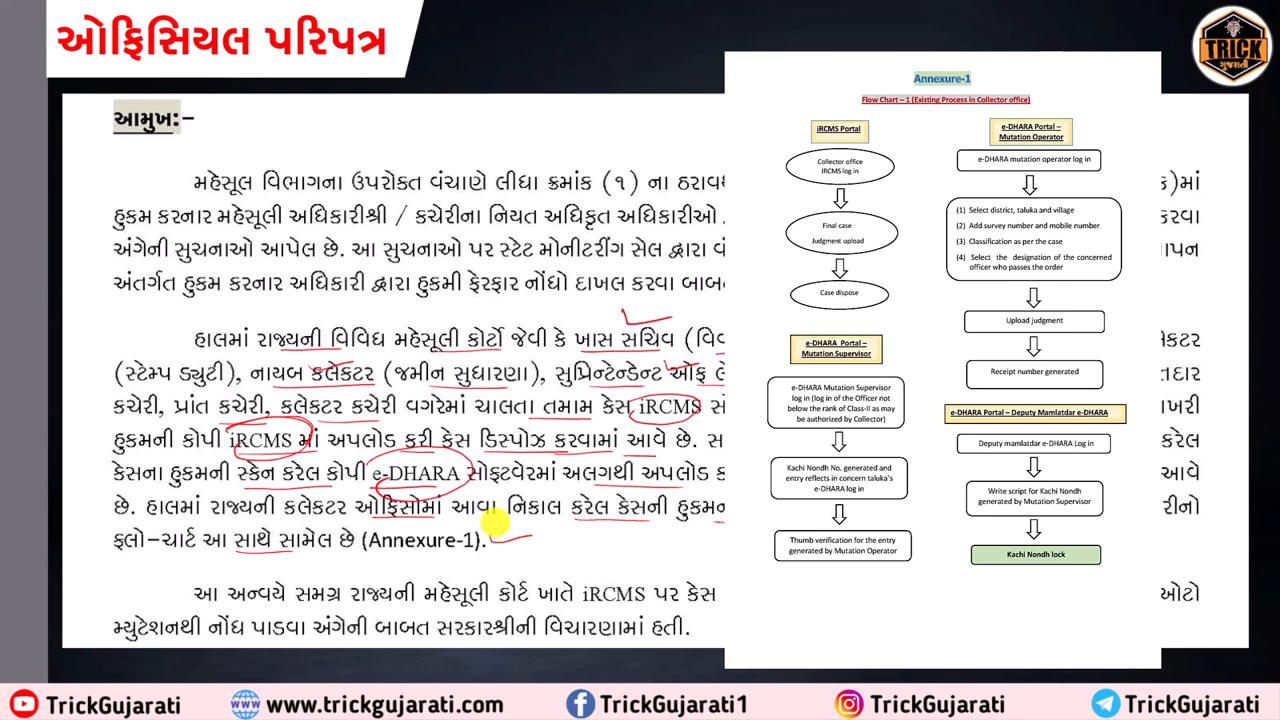 ઓફિસિયલ પરિપત્ર
TRICK
ગુજરાતી
આમુખ:-
મહેસૂલ વિભાગના ઉપરોક્ત વંચાણે લીધા ક્રમાંક (૧) ના ઠરાવ
હુકમ કરનાર મહેસૂલી અધિકારીશ્રી / કચેરીના નિયત અધિકૃત અધિકારીઓ
અંગેની સુચનાઓ આપેલ છે. આ સુચનાઓ પર સ્ટેટ મોનીટરીંગ સેલ દ્વારા
અંતર્ગત હુકમ કરનાર અધિકારી દ્વારા હુકમી ફેરફાર નોંધો દાખલ કરવા
હાલમાં રાજ્યની વિવિધ મહેસૂલી કોર્ટો જેવી કે ખાસ સચિવ
(સ્ટેમ્પ ડ્યુટી), નાયબ કલેકટર (જમીન સુધારણા), સુપ્રિન્ટેન્ડેન્ટ ઓફ
કચેરી, પ્રાંત કચેરી, કલેકટર કચેરી વગેરેમાં ચાલતા તમામ કેસ iRCMS
હુકમની કોપી iRCMS માં અપલોડ કરી કેસ ડિસ્પોઝ કરવામાં આવે છે.
કેસના હુકમની સ્કેન કરેલ કોપી e-DHARA સોફ્ટવેરમાં અલગથી અપલોડ
છે. હાલમાં રાજ્યની કલેકટર ઓફિસોમાં આવા નિકાલ કરેલ કેસની
ફ્લો-ચાર્ટ આ સાથે સામેલ છે (Annexure-1).
આ અન્વયે સમગ્ર રાજ્યની મહેસૂલી કોર્ટ ખાતે iRCMS પર કેસ
મ્યુટેશનથી નોંધ પાડવા અંગેની બાબત સરકારશ્રીની વિચારણામાં હતી.
Annexure-1
Flow Chart – 1 (Existing Process in Collector office)
iRCMS Portal
Collector office
IRCMS log in
Final case
Judgment upload
Case dispose
e-DHARA Portal –
Mutation Operator
e-DHARA mutation operator log in
(1) Select district, taluka and village
(2) Add survey number and mobile number
(3) Classification as per the case
(4) Select the designation of the concerned
officer who passes the order
Upload judgment
Receipt number generated
e-DHARA Portal –
Mutation Supervisor
e-DHARA Mutation Supervisor
log in (log in of the Officer not
below the rank of Class-II as may
be authorized by Collector)
Kachi Nondh No. generated and
entry reflects in concern taluka's
e-DHARA log in
Thumb verification for the entry
generated by Mutation Operator
e-DHARA Portal – Deputy Mamlatdar e-DHARA
Deputy mamlatdar e-DHARA Log in
Write script for Kachi Nondh
generated by Mutation Supervisor
Kachi Nondh lock
TrickGujarati
www.trickgujarati.com
TrickGujarati1
TrickGujarati
TrickGujarati